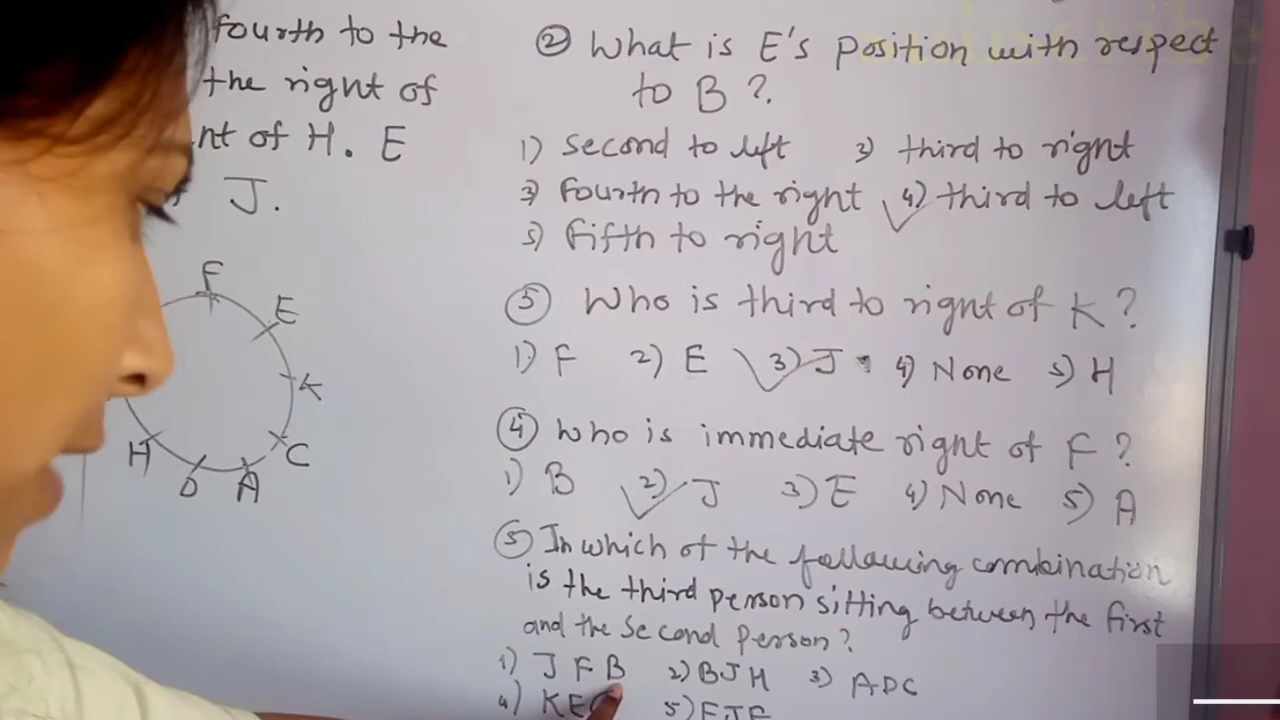 fourth to the
the right of
of H. E
J.
F
E
K
C
A
D
H
② What is E's position with respect
to B?
1) second to left 2) third to right
3) fourth to the right 4) third to left
5) fifth to right
③ Who is third to right of K?
1) F 2) E 3) J 4) None 5) H
④ Who is immediate right of F?
1) B 2) J 3) E 4) None 5) A
⑤ In which of the following combination
is the third person sitting between the first
and the second person?
1) J F B 2) B J H 3) A D C
4) K E 5)